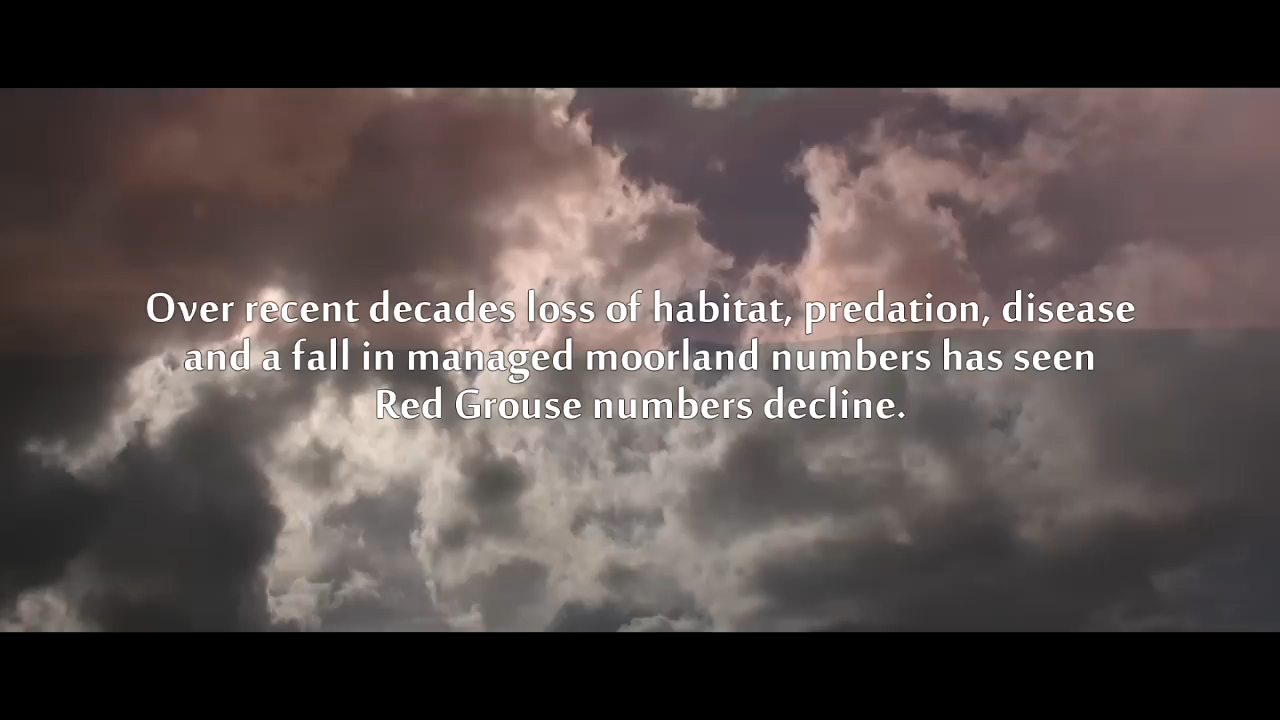 Over recent decades loss of habitat, predation, disease
and a fall in managed moorland numbers has seen
Red Grouse numbers decline.